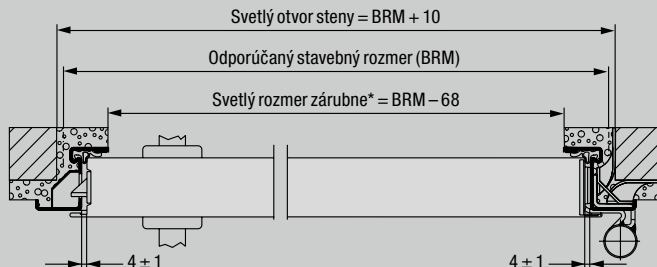 Svetlý otvor steny = BRM + 10
Odporúčaný stavebný rozmer (BRM)
Svetlý rozmer zárubne* = BRM – 68
4 ± 1
4 ± 1